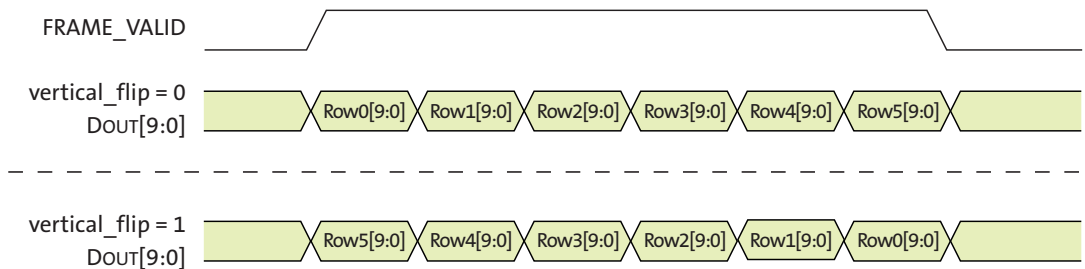 FRAME_VALID
vertical_flip = 0
DOUT[9:0]
Row0[9:0] Row1[9:0] Row2[9:0] Row3[9:0] Row4[9:0] Row5[9:0]
vertical_flip = 1
DOUT[9:0]
Row5[9:0] Row4[9:0] Row3[9:0] Row2[9:0] Row1[9:0] Row0[9:0]